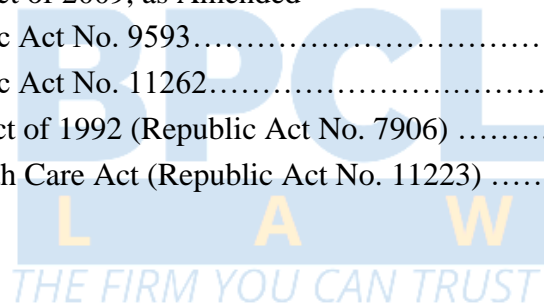 ct of 2009, as Amended
c Act No. 9593……………………………
c Act No. 11262…………………………
ct of 1992 (Republic Act No. 7906) ………
h Care Act (Republic Act No. 11223) ……
BPCL
L A W
THE FIRM YOU CAN TRUST